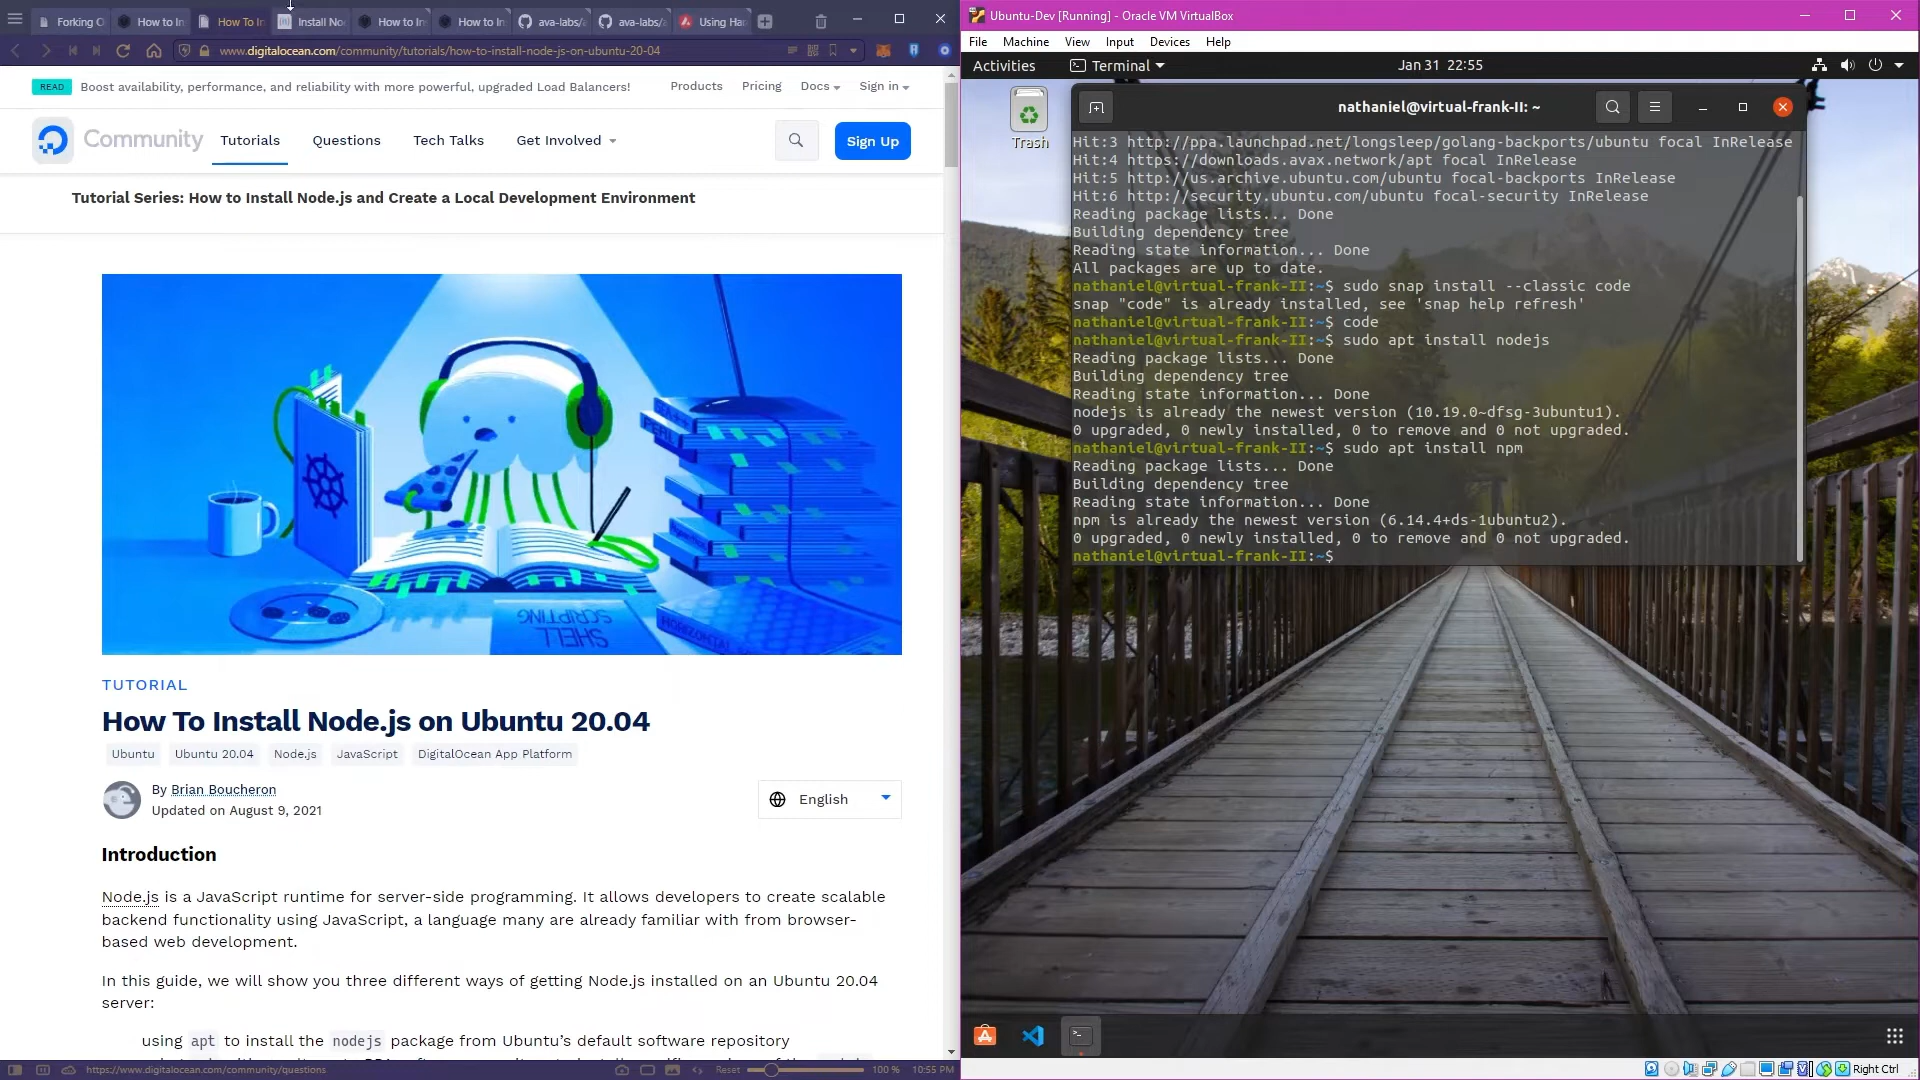 Forking C
How to In
How To In
Install No
How to In
How to In
ava-labs/
ava-labs/
Using Ha
www.digitalocean.com/community/tutorials/how-to-install-node-js-on-ubuntu-20-04
READ Boost availability, performance, and reliability with more powerful, upgraded Load Balancers!
Products Pricing Docs Sign in
Community Tutorials Questions Tech Talks Get Involved
Sign Up
Tutorial Series: How to Install Node.js and Create a Local Development Environment
SHELL
SCRIPTING
HORIZONTAL
PERL
TUTORIAL
How To Install Node.js on Ubuntu 20.04
Ubuntu Ubuntu 20.04 Node.js JavaScript DigitalOcean App Platform
By Brian Boucheron
Updated on August 9, 2021
English
Introduction
Node.js is a JavaScript runtime for server-side programming. It allows developers to create scalable
backend functionality using JavaScript, a language many are already familiar with from browser-
based web development.
In this guide, we will show you three different ways of getting Node.js installed on an Ubuntu 20.04
server:
using apt to install the nodejs package from Ubuntu’s default software repository
https://www.digitalocean.com/community/questions
Reset 100 % 10:55 PM
Ubuntu-Dev [Running] - Oracle VM VirtualBox
File Machine View Input Devices Help
Activities Terminal Jan 31 22:55
Trash
nathaniel@virtual-frank-II: ~
Hit:3 http://ppa.launchpad.net/longsleep/golang-backports/ubuntu focal InRelease
Hit:4 https://downloads.avax.network/apt focal InRelease
Hit:5 http://us.archive.ubuntu.com/ubuntu focal-backports InRelease
Hit:6 http://security.ubuntu.com/ubuntu focal-security InRelease
Reading package lists... Done
Building dependency tree
Reading state information... Done
All packages are up to date.
nathaniel@virtual-frank-II:~$ sudo snap install --classic code
snap "code" is already installed, see 'snap help refresh'
nathaniel@virtual-frank-II:~$ code
nathaniel@virtual-frank-II:~$ sudo apt install nodejs
Reading package lists... Done
Building dependency tree
Reading state information... Done
nodejs is already the newest version (10.19.0~dfsg-3ubuntu1).
0 upgraded, 0 newly installed, 0 to remove and 0 not upgraded.
nathaniel@virtual-frank-II:~$ sudo apt install npm
Reading package lists... Done
Building dependency tree
Reading state information... Done
npm is already the newest version (6.14.4+ds-1ubuntu2).
0 upgraded, 0 newly installed, 0 to remove and 0 not upgraded.
nathaniel@virtual-frank-II:~$
Right Ctrl